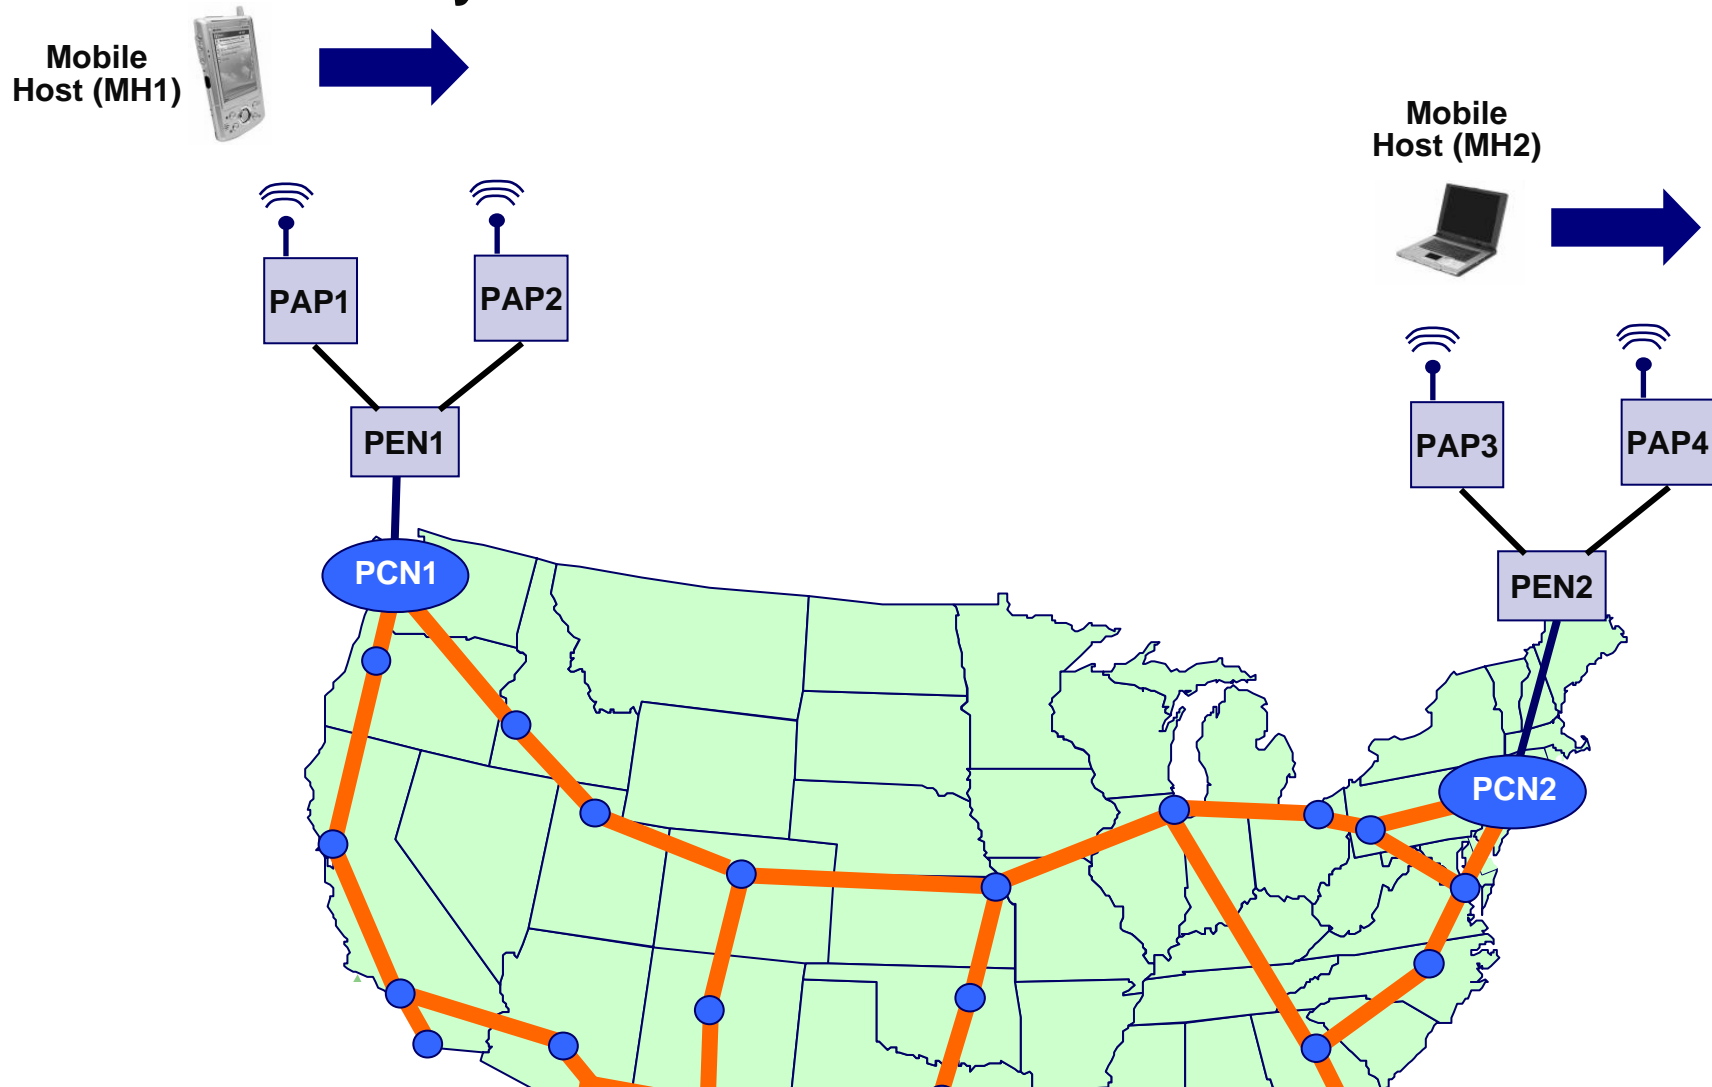 Mobile
Host (MH1)
Mobile
Host (MH2)
PAP1
PAP2
PAP3
PAP4
PEN1
PEN2
PCN1
PCN2